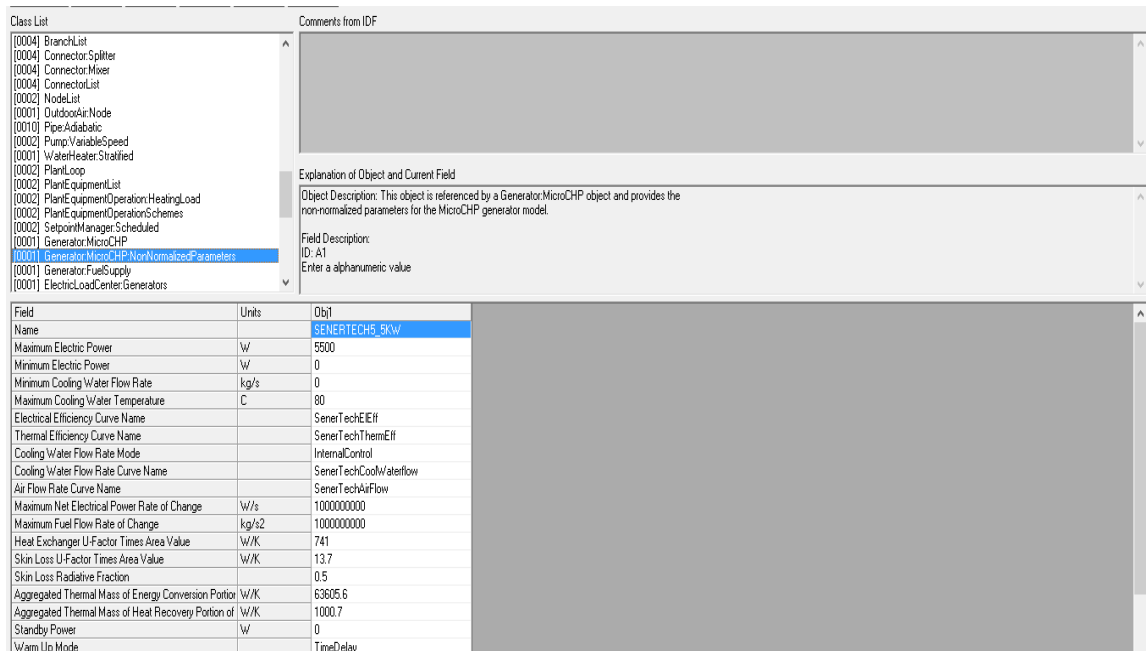 Class List
Comments from IDF
[0004] BranchList
[0004] Connector:Splitter
[0004] Connector:Mixer
[0004] ConnectorList
[0002] NodeList
[0001] OutdoorAir:Node
[0010] Pipe:Adiabatic
[0002] Pump:VariableSpeed
[0001] WaterHeater:Stratified
[0002] PlantLoop
[0002] PlantEquipmentList
[0002] PlantEquipmentOperation:HeatingLoad
[0002] PlantEquipmentOperationSchemes
[0002] SetpointManager:Scheduled
[0001] Generator:MicroCHP
[0001] Generator:MicroCHP:NonNormalizedParameters
[0001] Generator:FuelSupply
[0001] ElectricLoadCenter:Generators
Explanation of Object and Current Field
Object Description: This object is referenced by a Generator:MicroCHP object and provides the
non-normalized parameters for the MicroCHP generator model.
Field Description:
ID: A1
Enter a alphanumeric value
Field Units Obj1
Name SENERTECH5_5KW
Maximum Electric Power W 5500
Minimum Electric Power W 0
Minimum Cooling Water Flow Rate kg/s 0
Maximum Cooling Water Temperature C 80
Electrical Efficiency Curve Name SenerTechElEff
Thermal Efficiency Curve Name SenerTechThermEff
Cooling Water Flow Rate Mode InternalControl
Cooling Water Flow Rate Curve Name SenerTechCoolWaterflow
Air Flow Rate Curve Name SenerTechAirFlow
Maximum Net Electrical Power Rate of Change W/s 1000000000
Maximum Fuel Flow Rate of Change kg/s2 1000000000
Heat Exchanger U-Factor Times Area Value W/K 741
Skin Loss U-Factor Times Area Value W/K 13.7
Skin Loss Radiative Fraction 0.5
Aggregated Thermal Mass of Energy Conversion Portior W/K 63605.6
Aggregated Thermal Mass of Heat Recovery Portion of W/K 1000.7
Standby Power W 0
Warm Up Mode TimeDelay